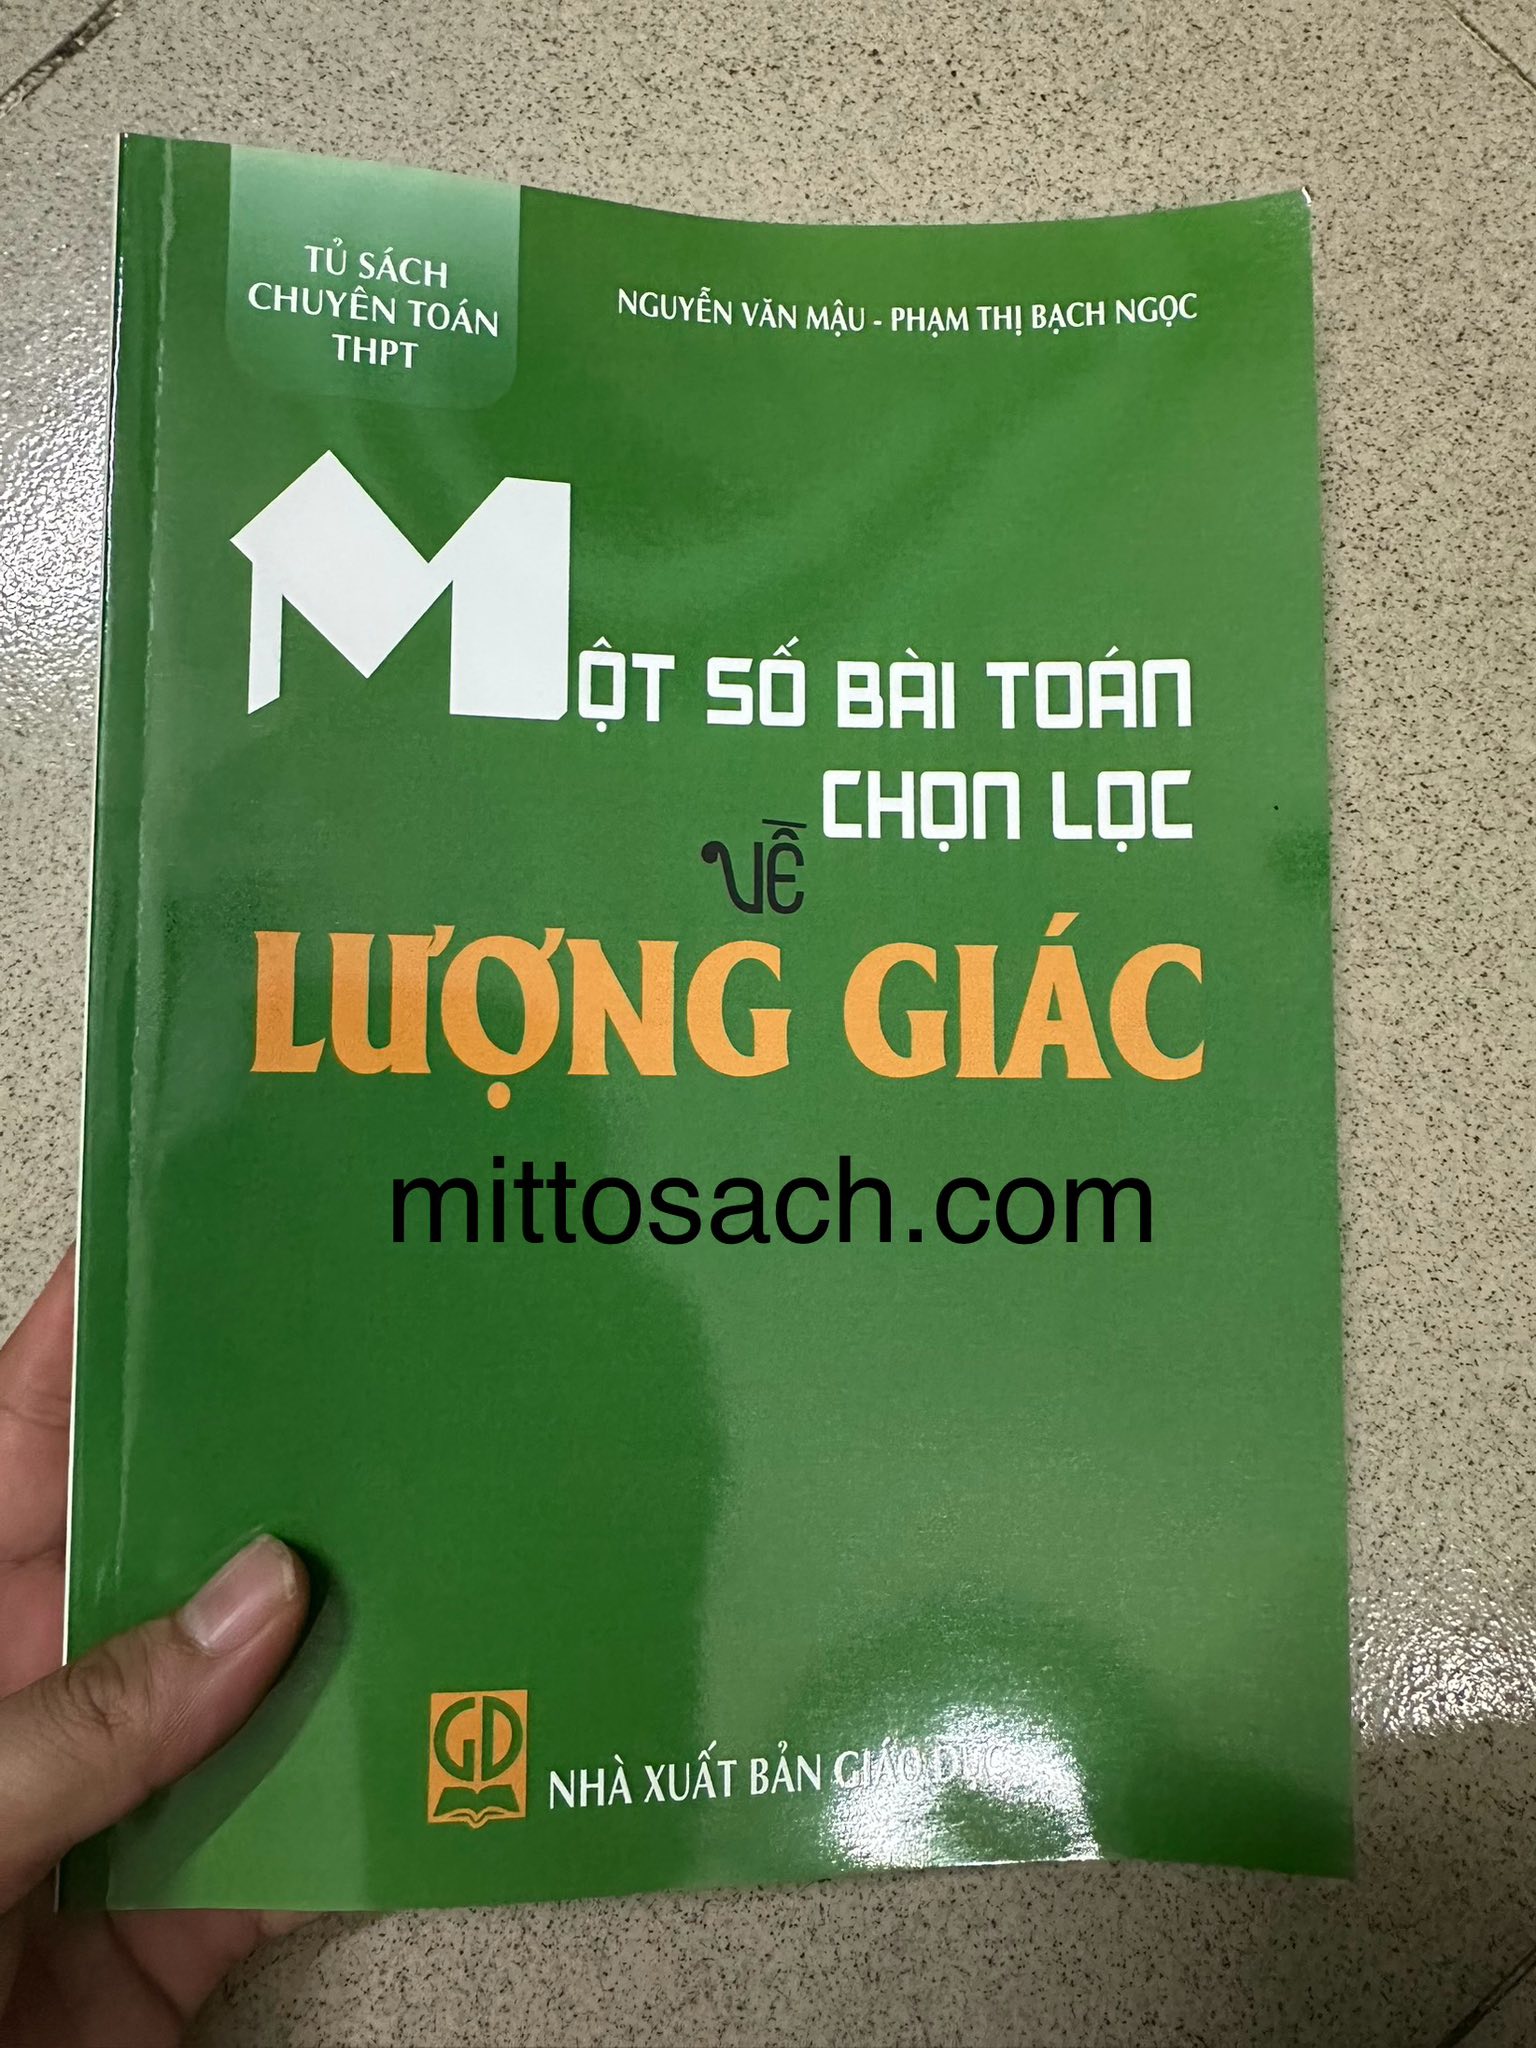 TỦ SÁCH
CHUYÊN TOÁN
THPT
NGUYỄN VĂN MẬU - PHẠM THỊ BẠCH NGỌC
MỘT SỐ BÀI TOÁN
CHỌN LỌC
VỀ
LƯỢNG GIÁC
mittosach.com
GD
NHÀ XUẤT BẢN GIÁO DỤC